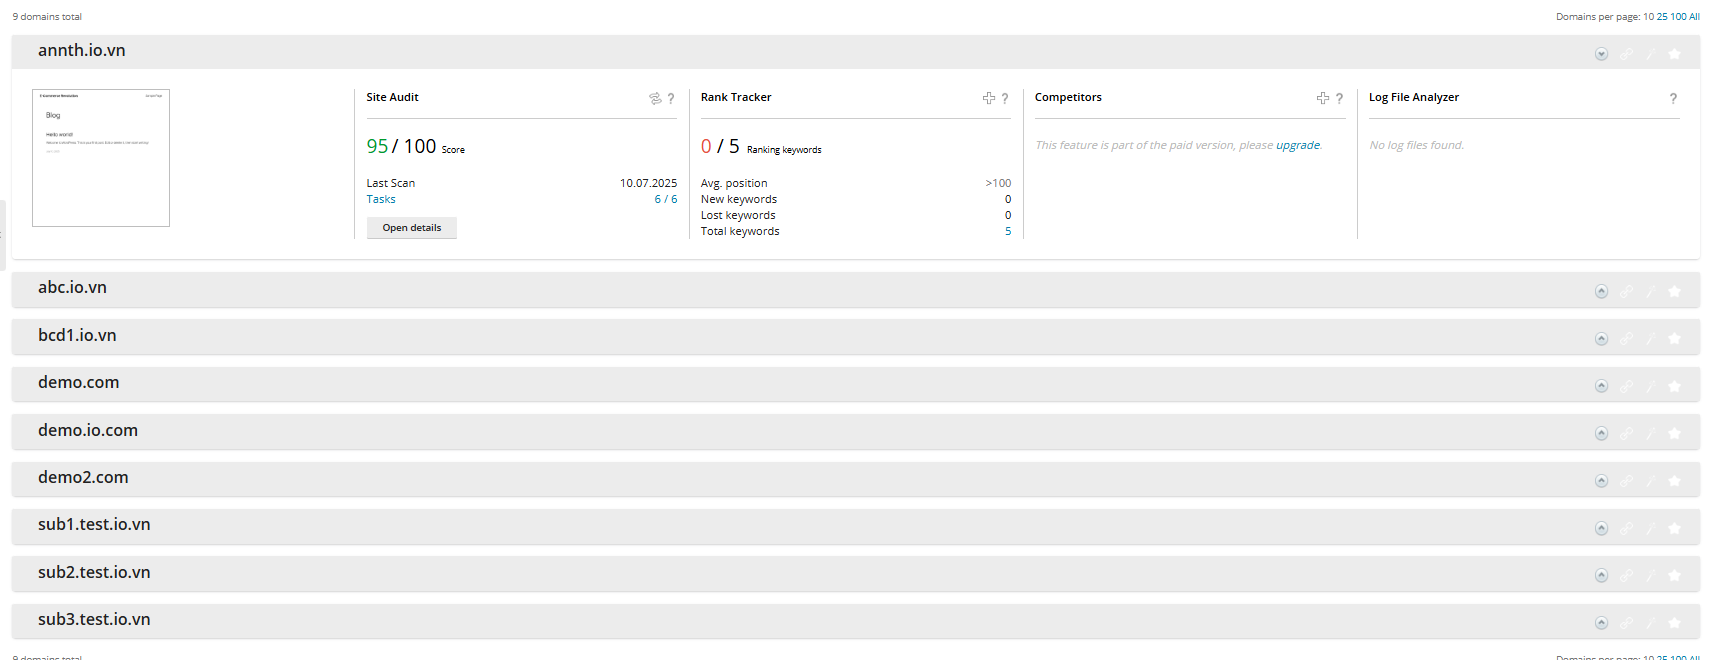 9 domains total
Domains per page: 10 25 100 All
annth.io.vn
Blog
Hello world!
Site Audit
?
95 / 100 Score
Last Scan 10.07.2025
Tasks 6 / 6
Open details
Rank Tracker
?
0 / 5 Ranking keywords
Avg. position >100
New keywords 0
Lost keywords 0
Total keywords 5
Competitors
?
This feature is part of the paid version, please upgrade.
Log File Analyzer
?
No log files found.
abc.io.vn
bcd1.io.vn
demo.com
demo.io.com
demo2.com
sub1.test.io.vn
sub2.test.io.vn
sub3.test.io.vn
9 domains total
Domains per page: 10 25 100 All